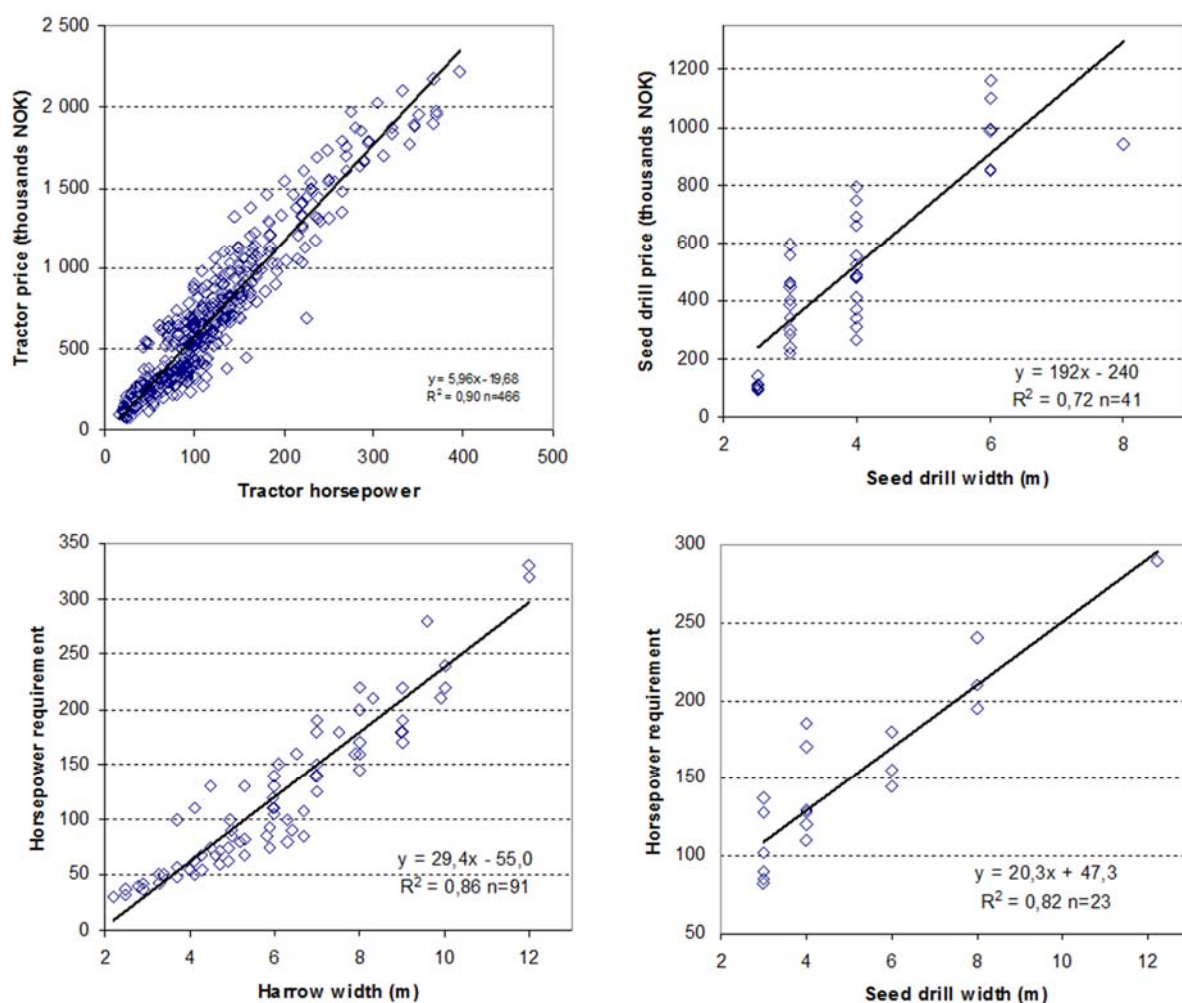 Tractor price (thousands NOK)
2 500
2 000
1 500
1 000
500
0
0 100 200 300 400 500
Tractor horsepower
y = 5,96x - 19,68
R² = 0,90 n=466
Seed drill price (thousands NOK)
1200
1000
800
600
400
200
0
2 4 6 8
Seed drill width (m)
y = 192x - 240
R² = 0,72 n=41
Horsepower requirement
350
300
250
200
150
100
50
0
2 4 6 8 10 12
Harrow width (m)
y = 29,4x - 55,0
R² = 0,86 n=91
Horsepower requirement
300
250
200
150
100
50
2 4 6 8 10 12
Seed drill width (m)
y = 20,3x + 47,3
R² = 0,82 n=23